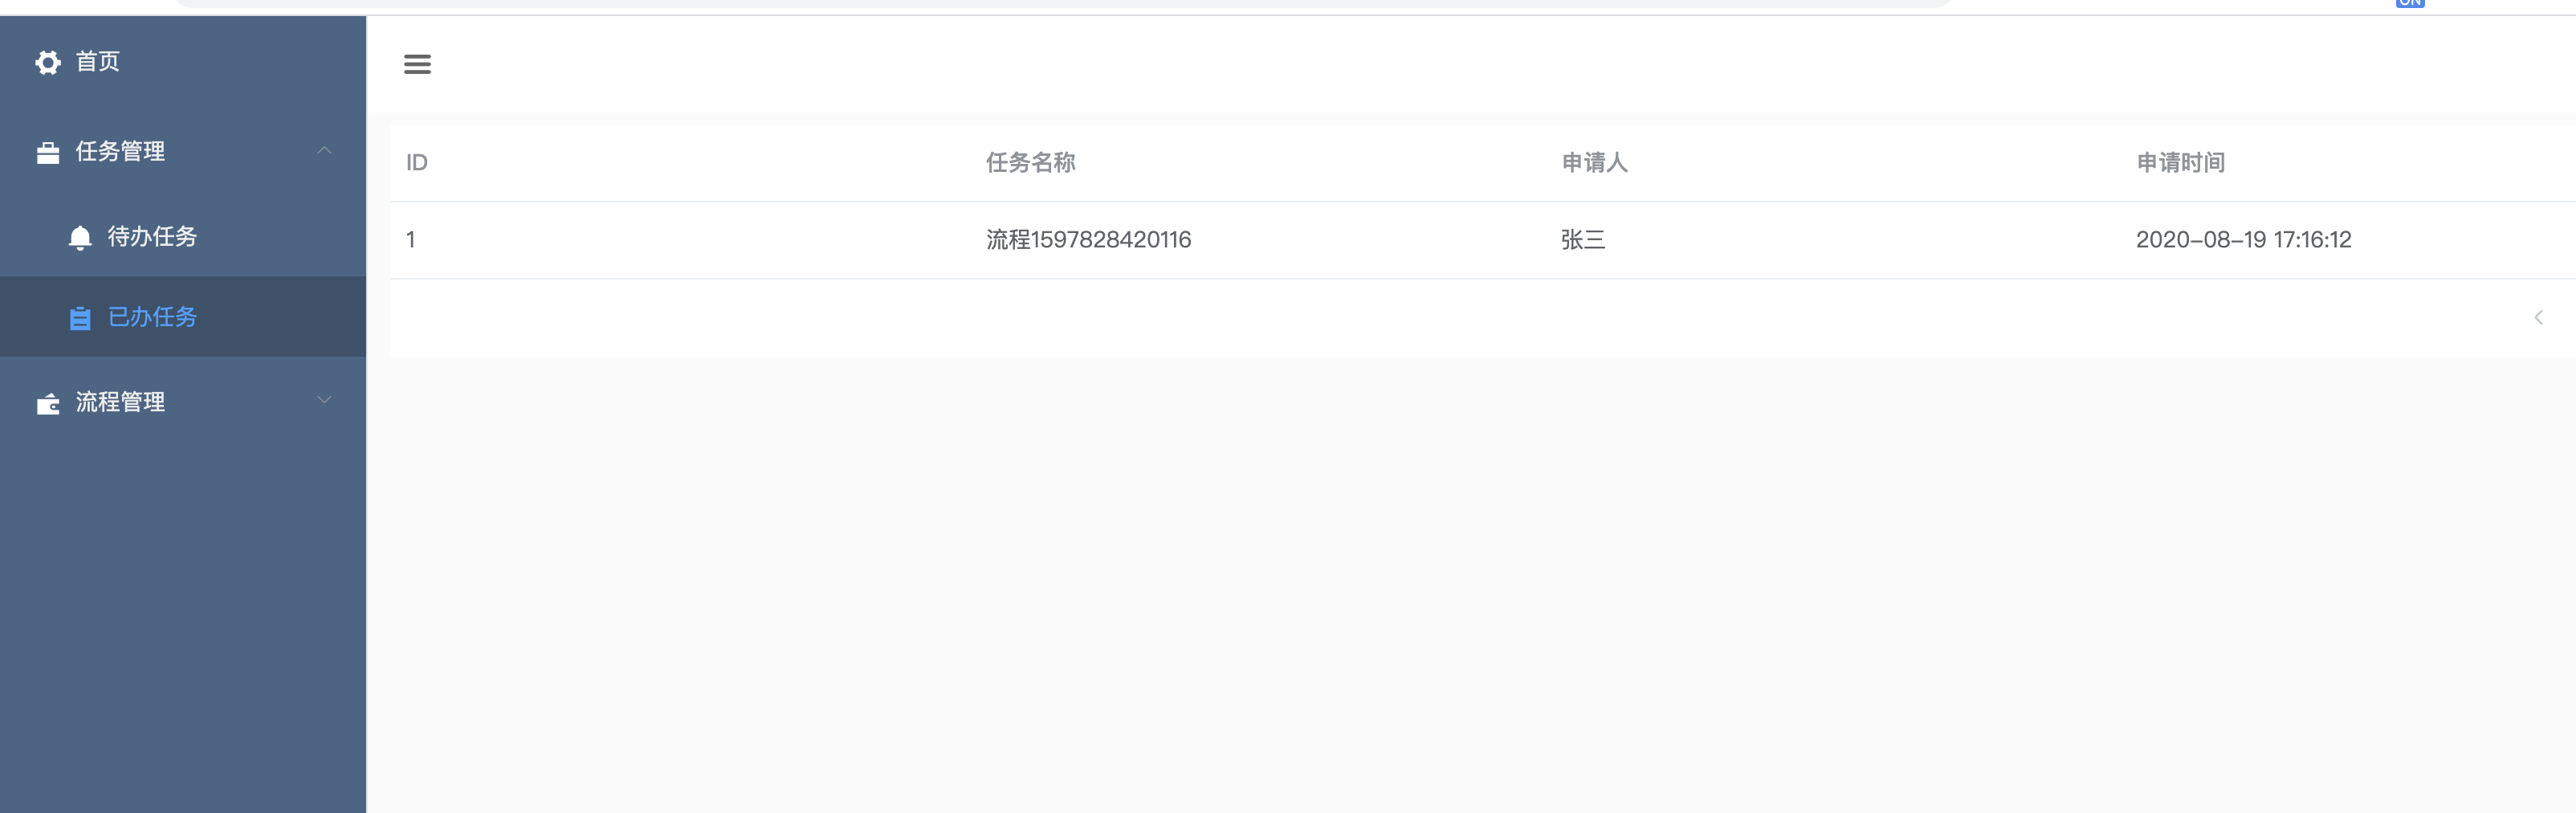 ON
首页
任务管理
待办任务
已办任务
流程管理
ID 任务名称 申请人 申请时间
1 流程1597828420116 张三 2020-08-19 17:16:12